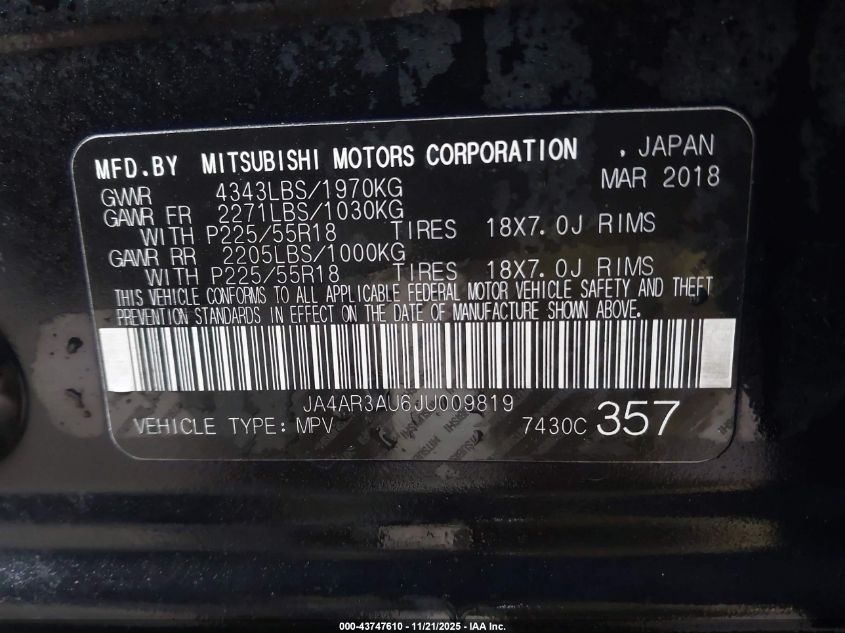 MFD.BY MITSUBISHI MOTORS CORPORATION , JAPAN
MAR 2018
GVWR 4343LBS/1970KG
GAWR FR 2271LBS/1030KG
WITH P225/55R18 TIRES 18X7.0J RIMS
GAWR RR 2205LBS/1000KG
WITH P225/55R18 TIRES 18X7.0J RIMS
THIS VEHICLE CONFORMS TO ALL APPLICABLE FEDERAL MOTOR VEHICLE SAFETY AND THEFT
PREVENTION STANDARDS IN EFFECT ON THE DATE OF MANUFACTURE SHOWN ABOVE.
JA4AR3AU6JU009819
VEHICLE TYPE: MPV 7430C 357
000-43747610 - 11/21/2025 - IAA Inc.